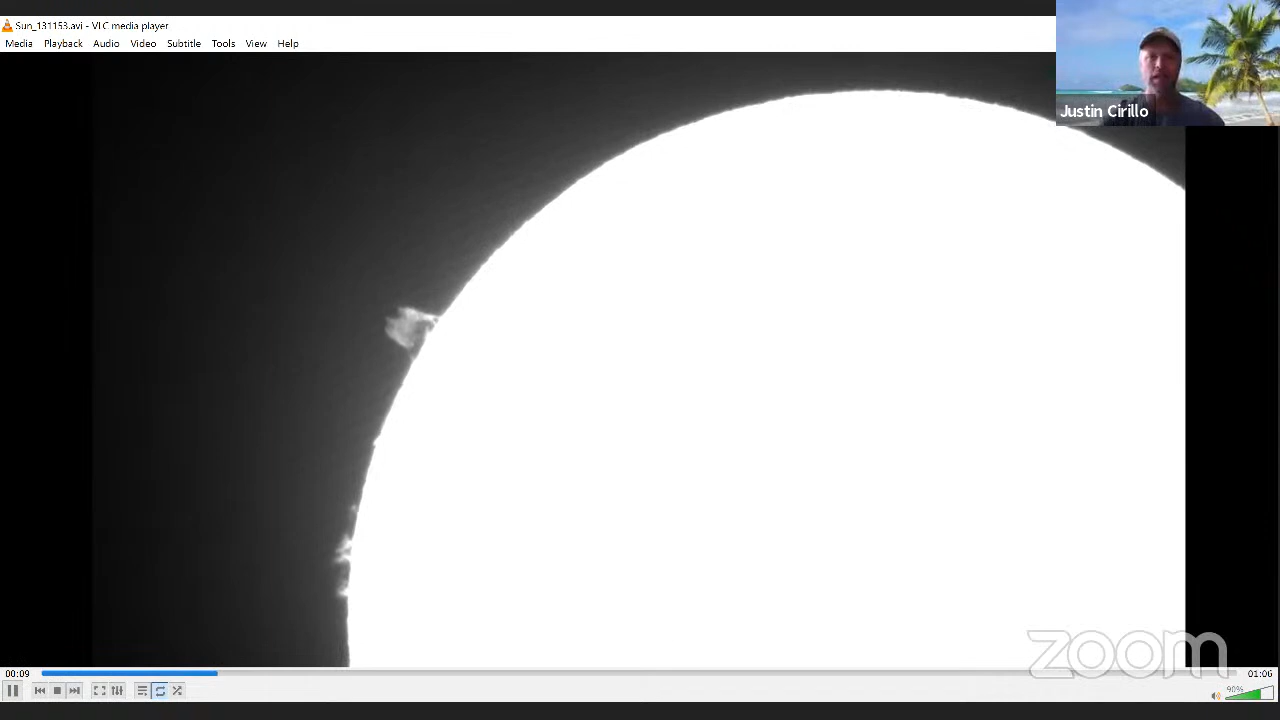 Sun_131153.avi - VLC media player
Media Playback Audio Video Subtitle Tools View Help
Justin Cirillo
zoom
00:09
01:06
90%